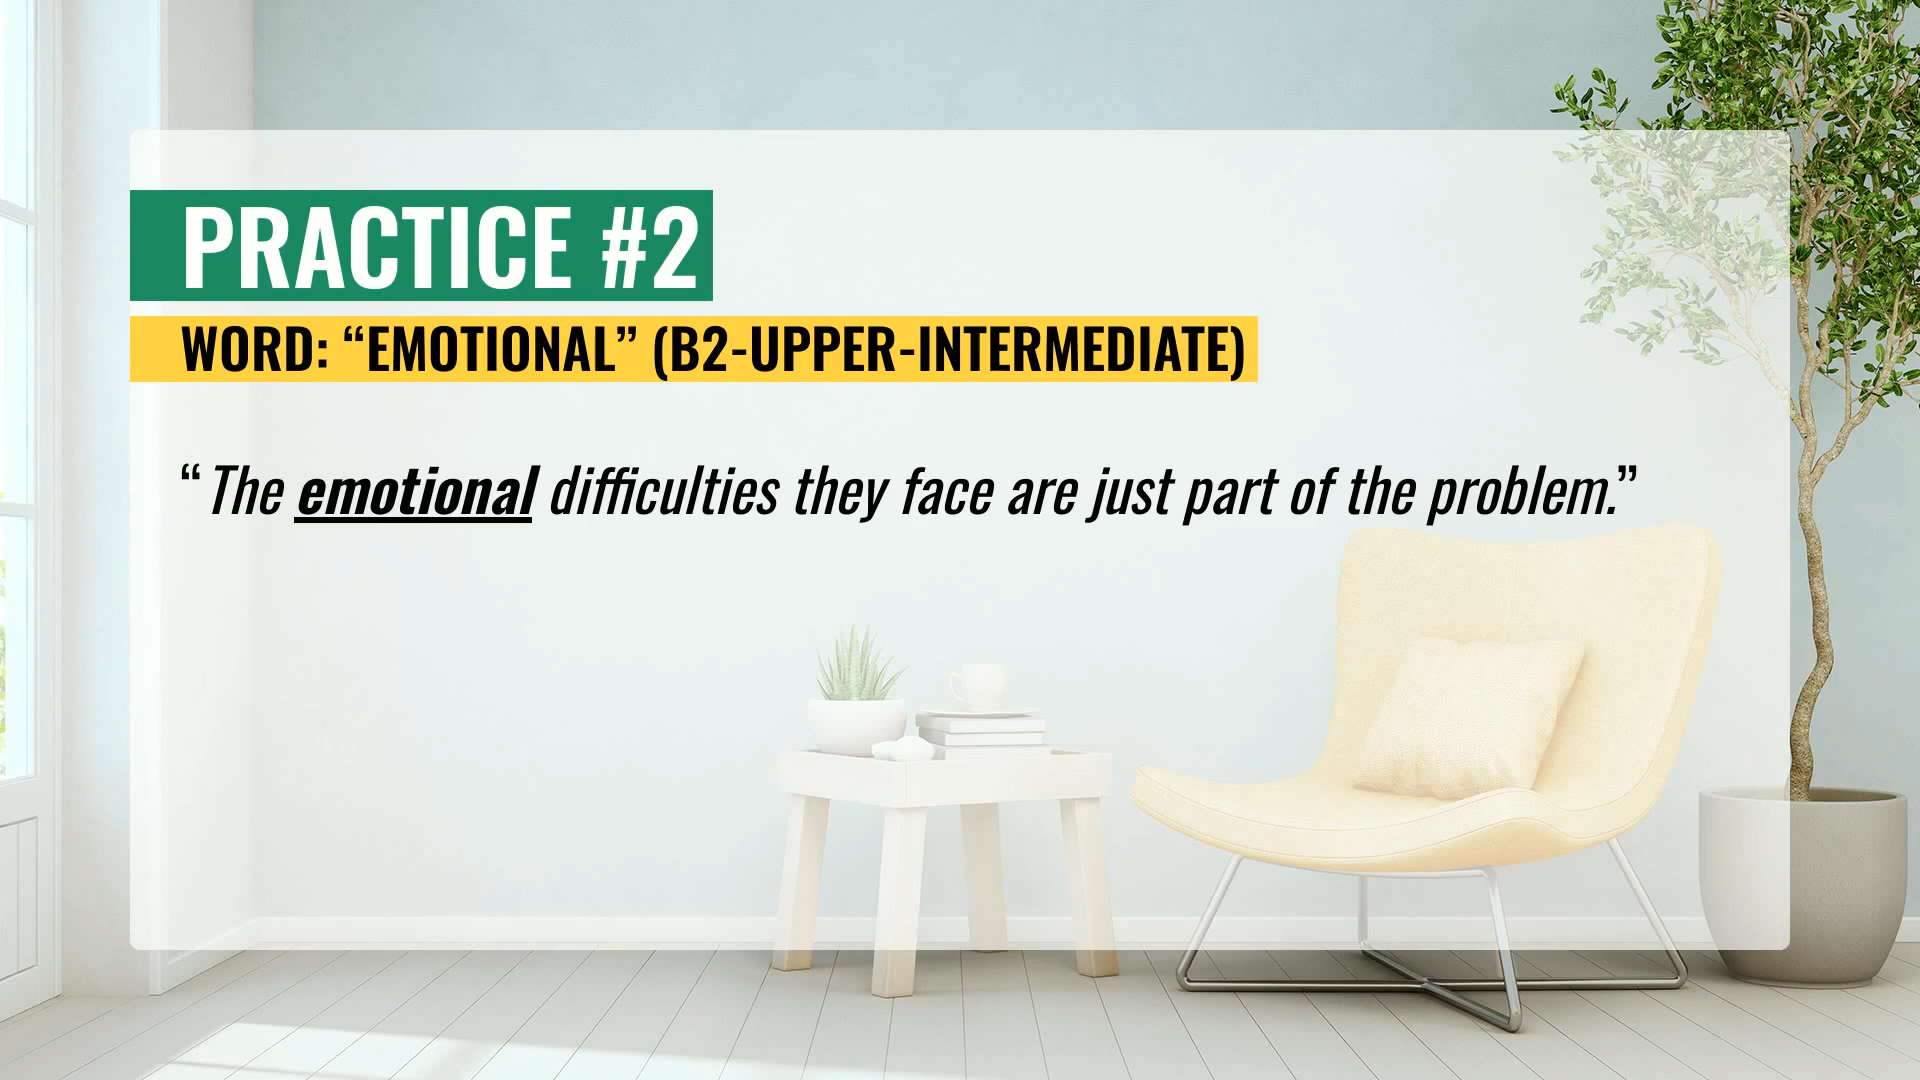 PRACTICE #2
WORD: “EMOTIONAL” (B2-UPPER-INTERMEDIATE)
“The emotional difficulties they face are just part of the problem.”